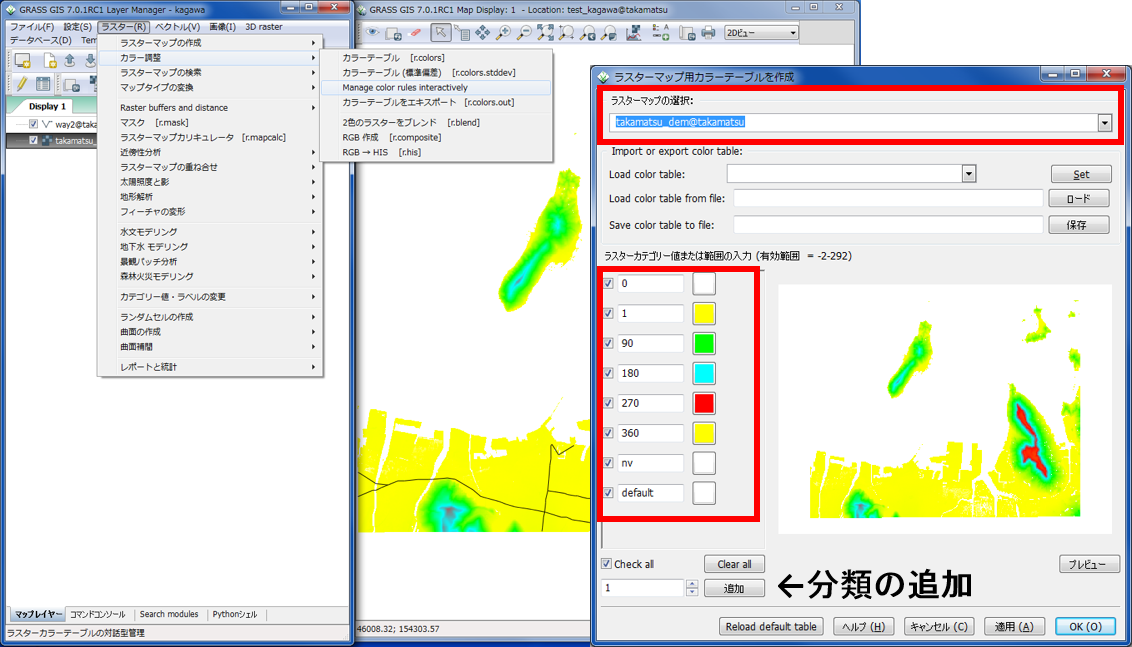 GRASS GIS 7.0.1RC1 Layer Manager - kagawa
ファイル(F) 設定(S) ラスター(R) ベクトル(V) 画像(I) 3D raster
データベース(D)
Display 1
way2@taka
takamatsu_
ラスターマップの作成
カラー調整
ラスターマップの検索
マップタイプの変換
Raster buffers and distance
マスク [r.mask]
ラスターマップカリキュレータ [r.mapcalc]
近傍性分析
ラスターマップの重ね合せ
太陽照度と影
地形解析
フィーチャの変形
水文モデリング
地下水 モデリング
景観パッチ分析
森林火災モデリング
カテゴリー値・ラベルの変更
ランダムセルの作成
曲面の作成
曲面補間
レポートと統計
マップレイヤー コマンドコンソール Search modules Pythonシェル
ラスターカラーテーブルの対話型管理
GRASS GIS 7.0.1RC1 Map Display: 1 - Location: test_kagawa@takamatsu
2Dビュー
カラーテーブル [r.colors]
カラーテーブル (標準偏差) [r.colors.stddev]
Manage color rules interactively
カラーテーブルをエキスポート [r.colors.out]
2色のラスターをブレンド [r.blend]
RGB 作成 [r.composite]
RGB → HIS [r.his]
46008.32; 154303.57
ラスターマップ用カラーテーブルを作成
ラスターマップの選択:
takamatsu_dem@takamatsu
Import or export color table:
Load color table: Set
Load color table from file: ロード
Save color table to file: 保存
ラスターカテゴリー値または範囲の入力 (有効範囲 = -2-292)
0
1
90
180
270
360
nv
default
Check all Clear all プレビュー
1 追加 ←分類の追加
Reload default table ヘルプ (H) キャンセル (C) 適用 (A) OK (O)